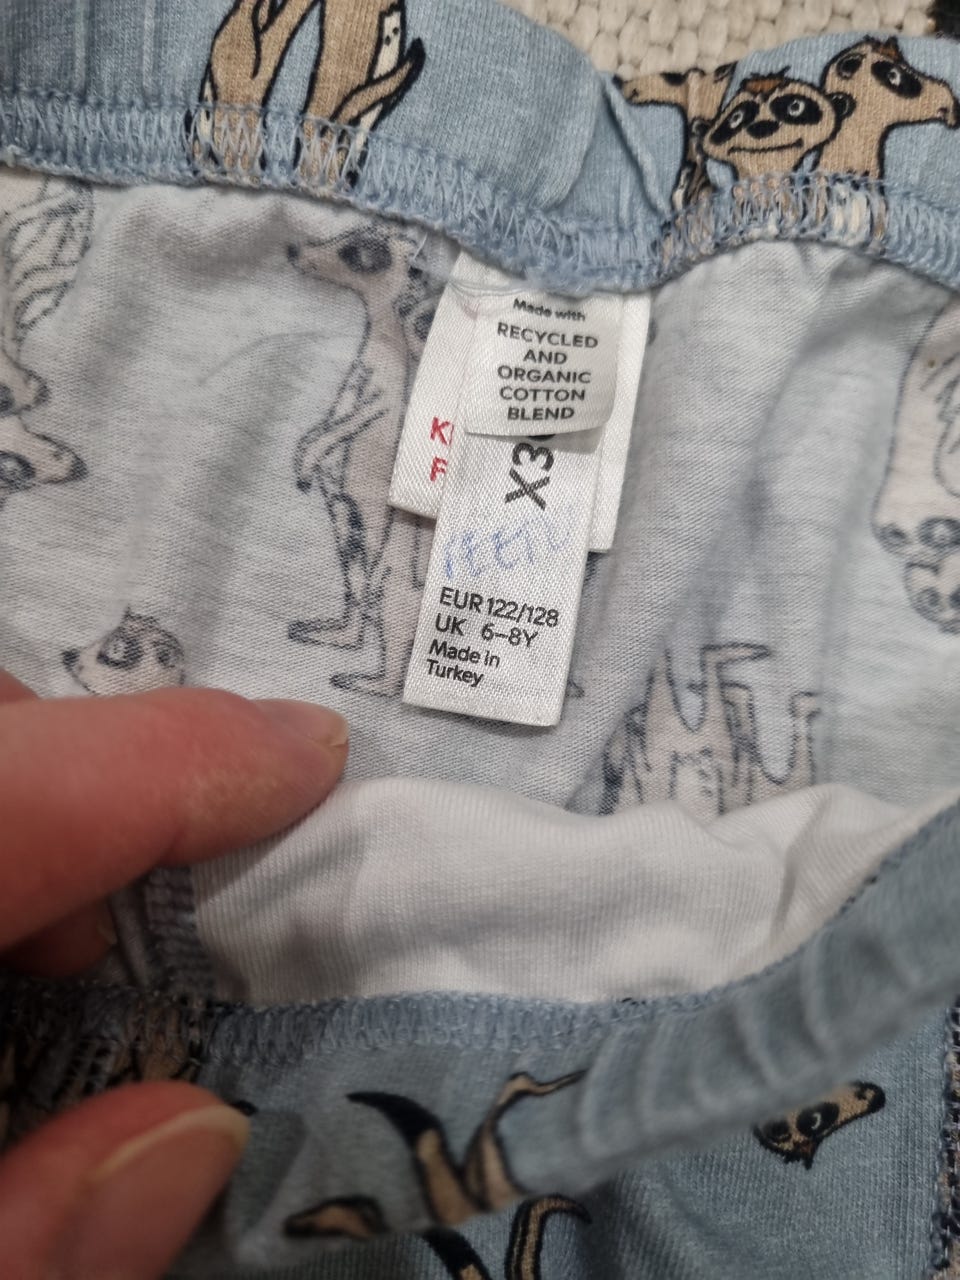 Made with
RECYCLED
AND
ORGANIC
COTTON
BLEND
K
F
X3
EUR 122/128
UK 6–8Y
Made in
Turkey